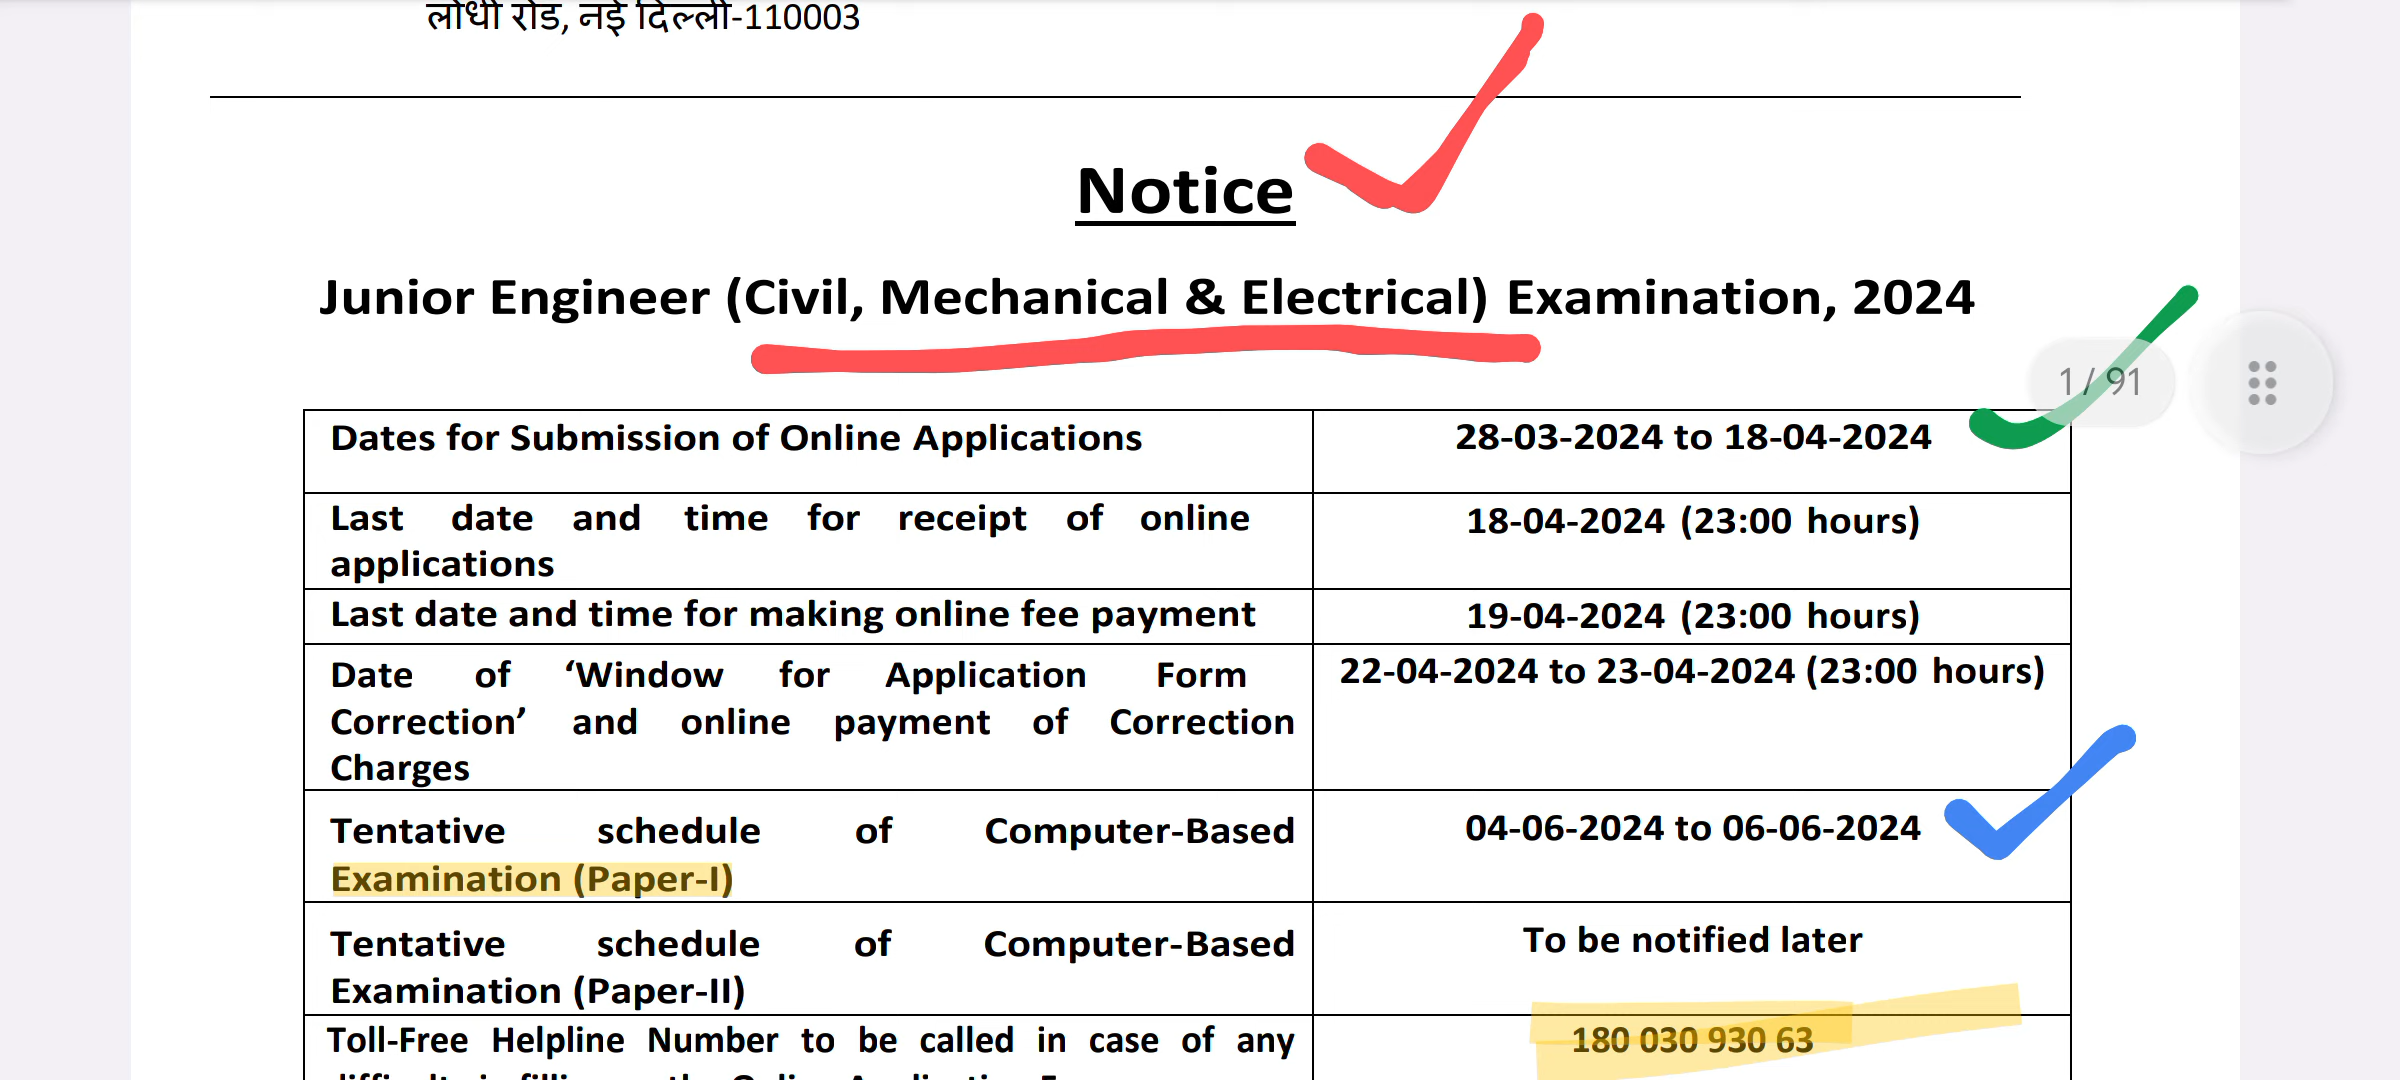 लोधी रोड, नई दिल्ली-110003
Notice
Junior Engineer (Civil, Mechanical & Electrical) Examination, 2024
1 / 91
Dates for Submission of Online Applications 28-03-2024 to 18-04-2024
Last date and time for receipt of online 18-04-2024 (23:00 hours)
applications
Last date and time for making online fee payment 19-04-2024 (23:00 hours)
Date of ‘Window for Application Form 22-04-2024 to 23-04-2024 (23:00 hours)
Correction’ and online payment of Correction
Charges
Tentative schedule of Computer-Based 04-06-2024 to 06-06-2024
Examination (Paper-I)
Tentative schedule of Computer-Based To be notified later
Examination (Paper-II)
Toll-Free Helpline Number to be called in case of any 180 030 930 63